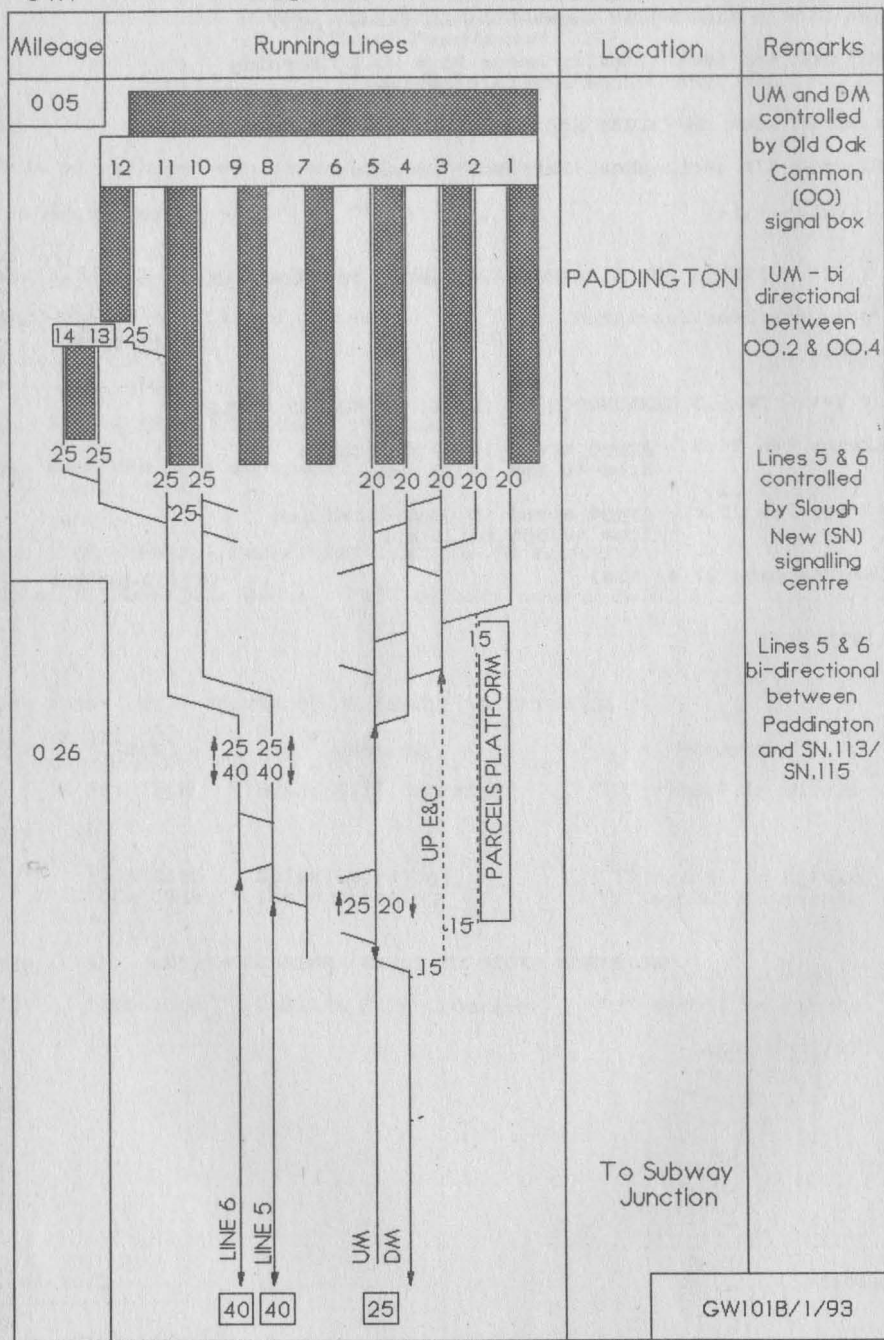 Mileage Running Lines Location Remarks
0 05
12 11 10 9 8 7 6 5 4 3 2 1
UM and DM
controlled
by Old Oak
Common
(OO)
signal box
PADDINGTON
UM - bi
directional
between
OO.2 & OO.4
14 13 25
25 25
25 25
25
20 20 20 20 20
Lines 5 & 6
controlled
by Slough
New (SN)
signalling
centre
15
PARCELS PLATFORM
UP E&C
Lines 5 & 6
bi-directional
between
Paddington
and SN.113/
SN.115
0 26
25 25
40 40
25 20
15
15
To Subway
Junction
LINE 6
LINE 5
UM
DM
40 40 25
GW101B/1/93